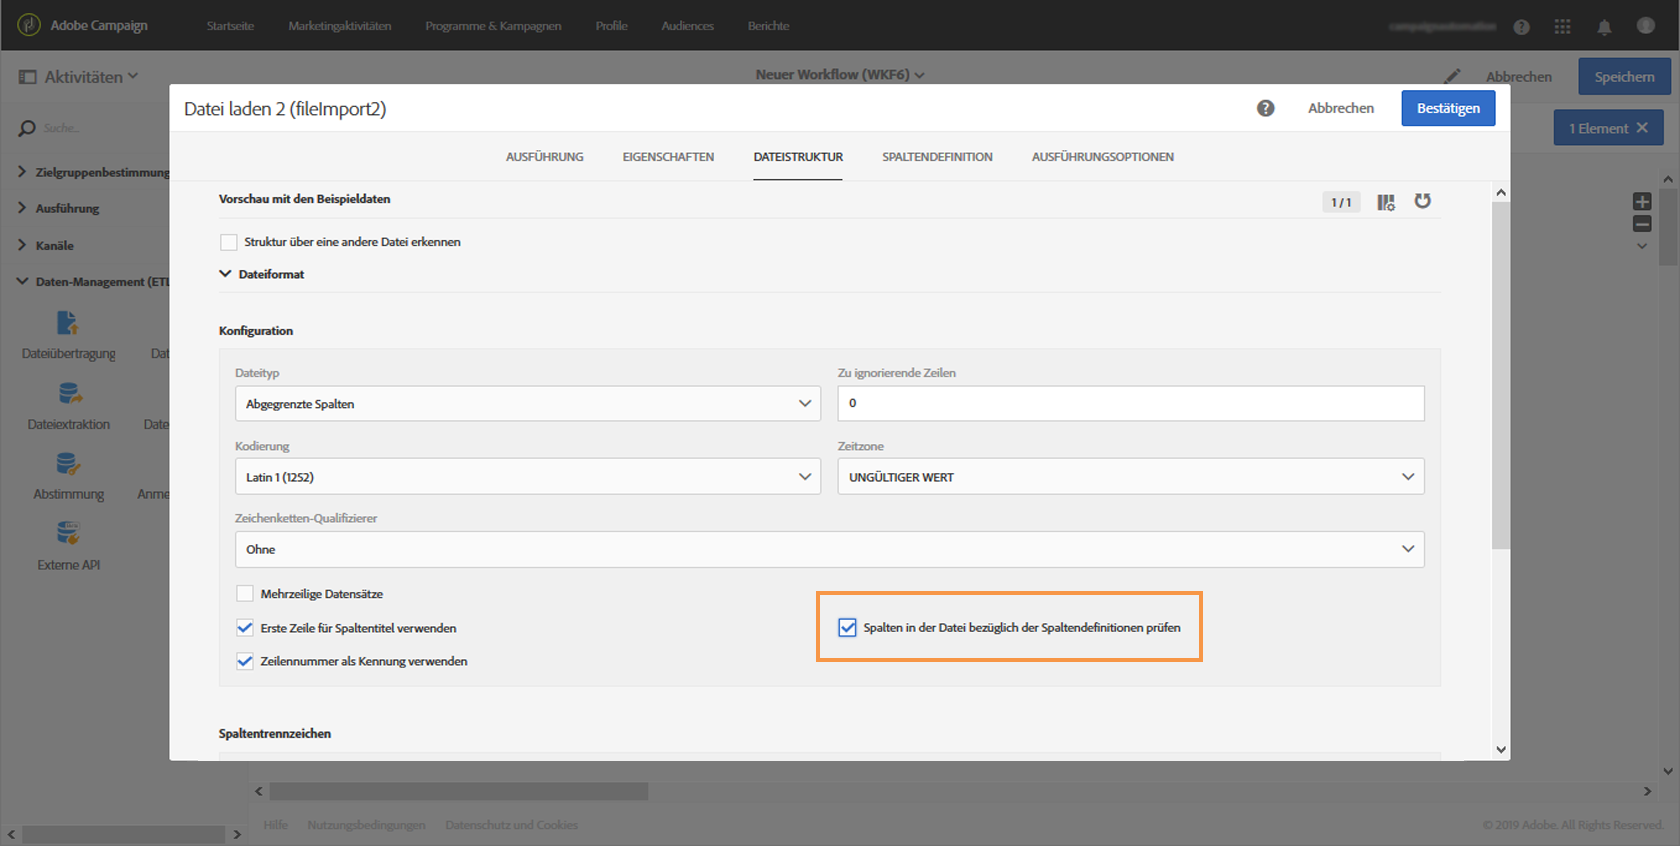 Adobe Campaign Startseite Marketingaktivitäten Programme & Kampagnen Profile Audiences Berichte
Aktivitäten Neuer Workflow (WKF6) Abbrechen Speichern
Datei laden 2 (fileImport2) Abbrechen Bestätigen
Suche... 1 Element
AUSFÜHRUNG EIGENSCHAFTEN DATEISTRUKTUR SPALTENDEFINITION AUSFÜHRUNGSOPTIONEN
Zielgruppenbestimmung
Ausführung
Kanäle
Daten-Management (ETL
Dateiübertragung Dat
Dateiextraktion Date
Abstimmung Anme
Externe API
Vorschau mit den Beispieldaten 1 / 1
Struktur über eine andere Datei erkennen
Dateiformat
Konfiguration
Dateityp Zu ignorierende Zeilen
Abgegrenzte Spalten 0
Kodierung Zeitzone
Latin 1 (1252) UNGÜLTIGER WERT
Zeichenketten-Qualifizierer
Ohne
Mehrzeilige Datensätze
Erste Zeile für Spaltentitel verwenden Spalten in der Datei bezüglich der Spaltendefinitionen prüfen
Zeilennummer als Kennung verwenden
Spaltentrennzeichen
Hilfe Nutzungsbedingungen Datenschutz und Cookies © 2019 Adobe. All Rights Reserved.